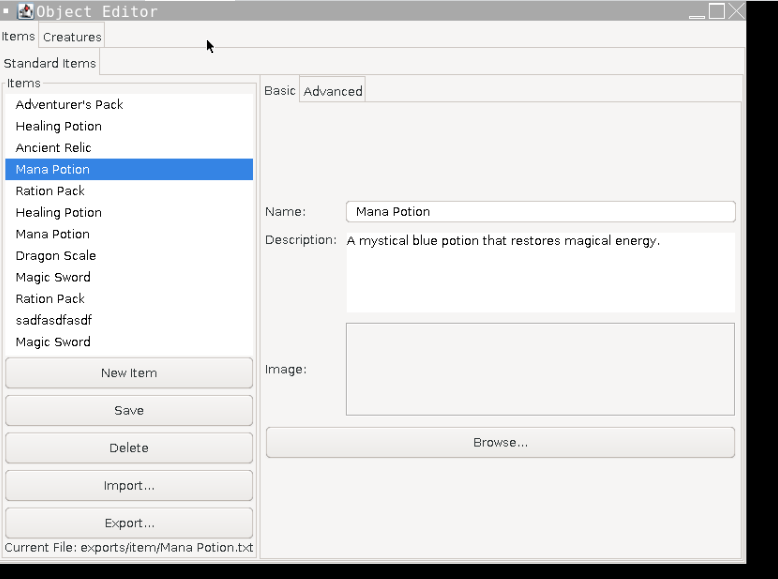 Object Editor
Items Creatures
Standard Items
Items
Adventurer's Pack
Healing Potion
Ancient Relic
Mana Potion
Ration Pack
Healing Potion
Mana Potion
Dragon Scale
Magic Sword
Ration Pack
sadfasdfasdf
Magic Sword
New Item
Save
Delete
Import...
Export...
Current File: exports/item/Mana Potion.txt
Basic Advanced
Name: Mana Potion
Description: A mystical blue potion that restores magical energy.
Image:
Browse...